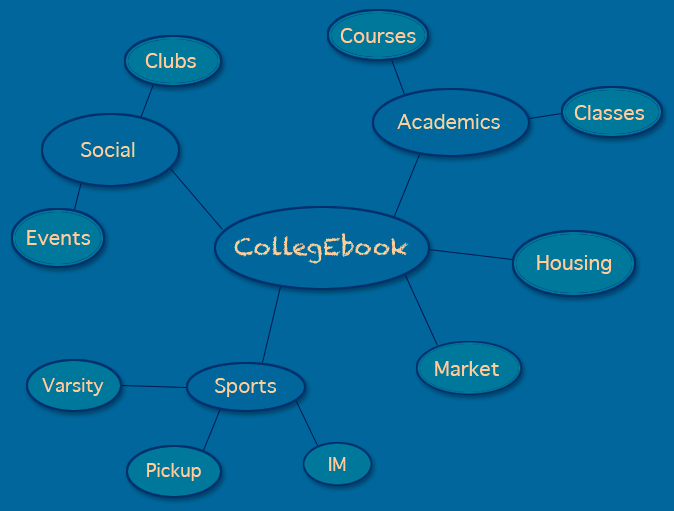 Courses
Clubs
Academics
Classes
Social
Events
CollegEbook
Housing
Market
Varsity
Sports
Pickup
IM